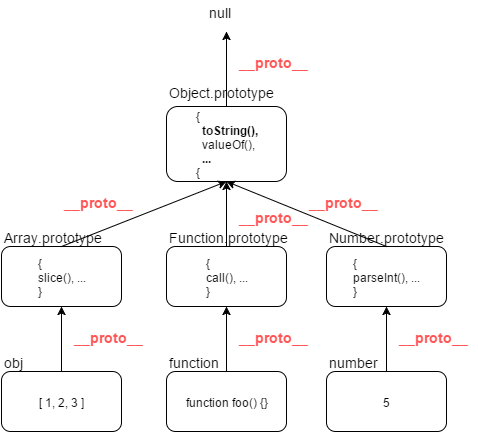 null
__proto__
Object.prototype
{
toString(),
valueOf(),
...
{
__proto__
__proto__
__proto__
Array.prototype
Function.prototype
Number.prototype
{
slice(), ...
}
{
call(), ...
}
{
parseInt(), ...
}
__proto__
__proto__
__proto__
obj
function
number
[ 1, 2, 3 ]
function foo() {}
5